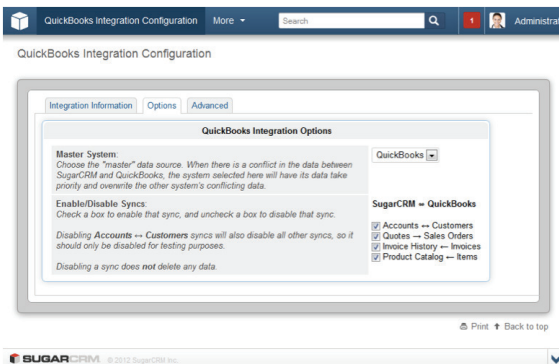 QuickBooks Integration Configuration More Search 1 Administrat
QuickBooks Integration Configuration
Integration Information Options Advanced
QuickBooks Integration Options
Master System: QuickBooks
Choose the "master" data source. When there is a conflict in the data between
SugarCRM and QuickBooks, the system selected here will have its data take
priority and overwrite the other system's conflicting data.
Enable/Disable Syncs: SugarCRM ↔ QuickBooks
Check a box to enable that sync, and uncheck a box to disable that sync.
Accounts ↔ Customers
Disabling Accounts ↔ Customers syncs will also disable all other syncs, so it
Quotes → Sales Orders
should only be disabled for testing purposes.
Invoice History ← Invoices
Product Catalog ← Items
Disabling a sync does not delete any data.
Print Back to top
SUGARCRM © 2012 SugarCRM Inc.